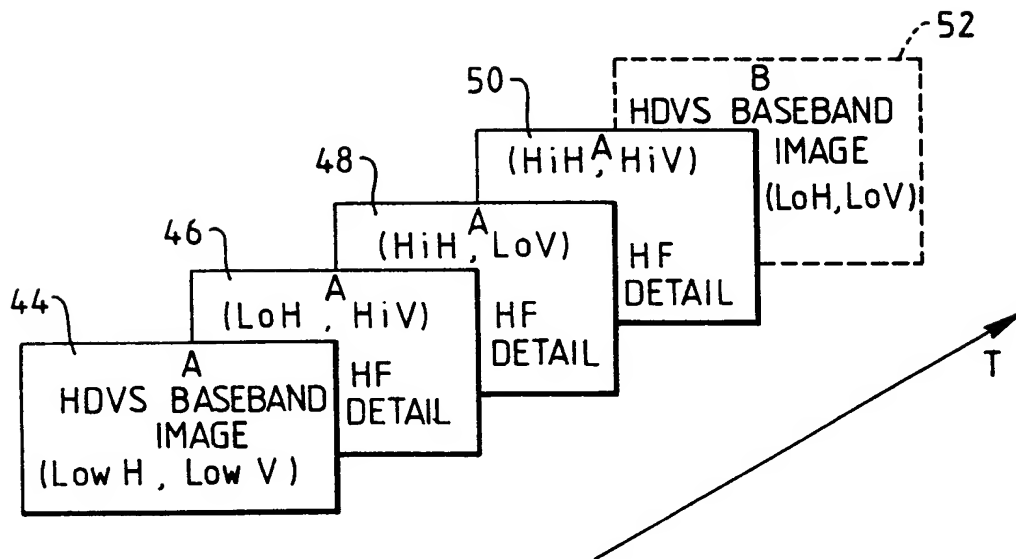 52
B
HDVS BASEBAND
IMAGE
(LoH, LoV)
50
A
(HiH, HiV)
HF
DETAIL
48
A
(HiH, LoV)
HF
DETAIL
46
A
(LoH, HiV)
HF
DETAIL
44
A
HDVS BASEBAND
IMAGE
(Low H, Low V)
T